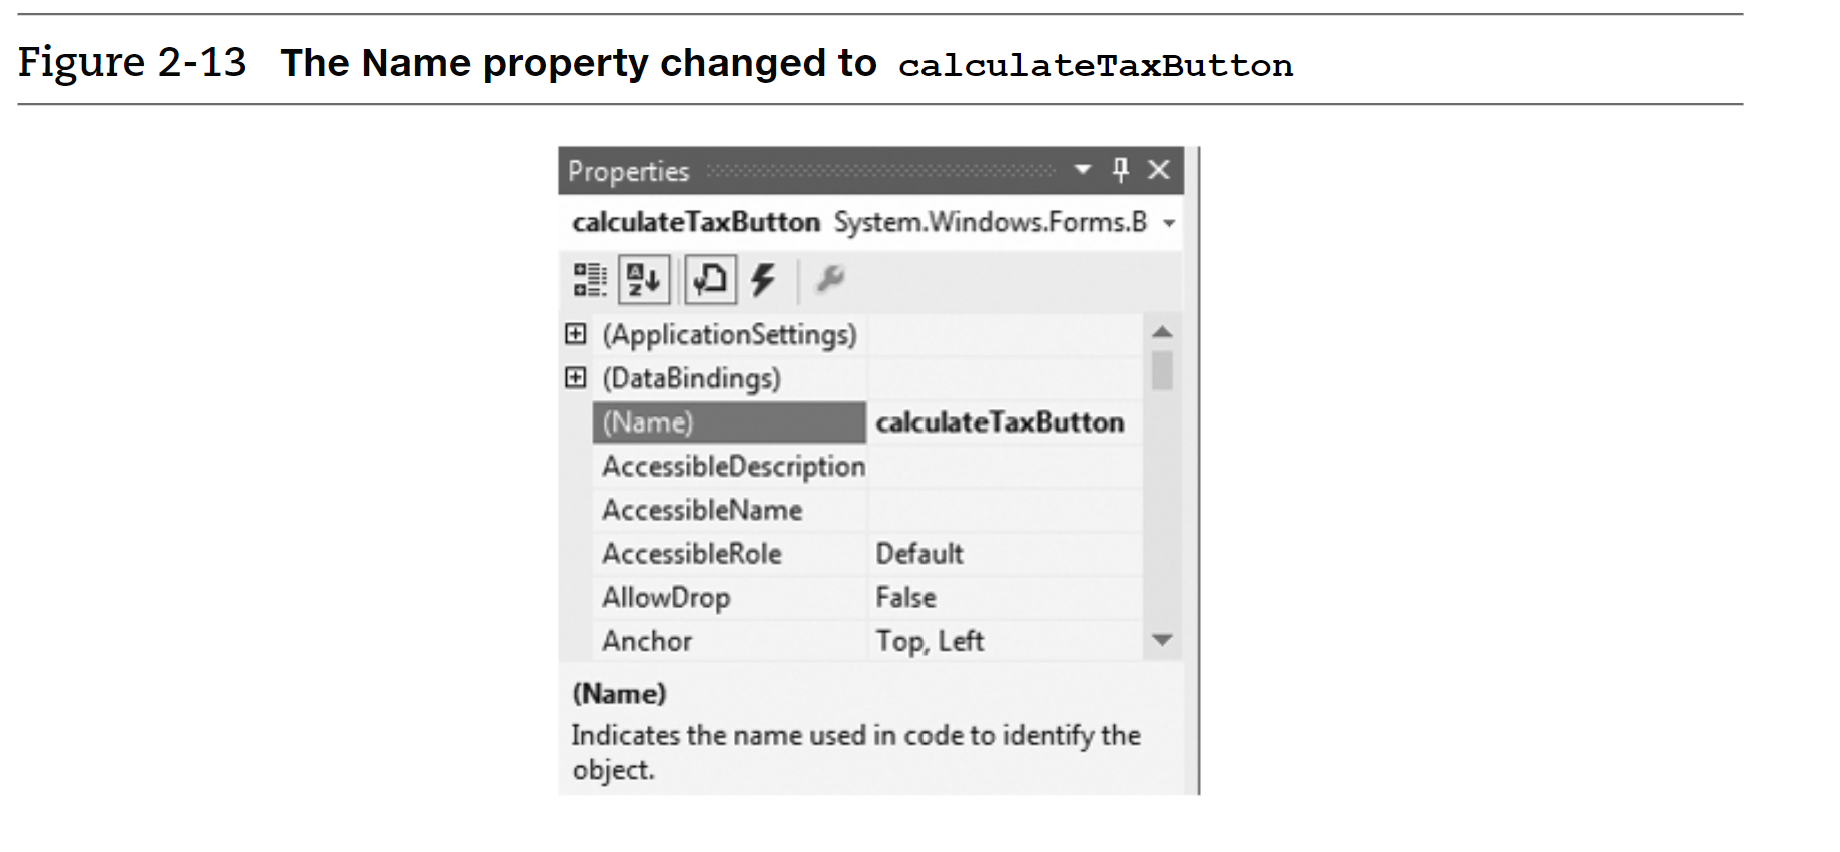 Figure 2-13 The Name property changed to calculateTaxButton
Properties
calculateTaxButton System.Windows.Forms.B
(ApplicationSettings)
(DataBindings)
(Name) calculateTaxButton
AccessibleDescription
AccessibleName
AccessibleRole Default
AllowDrop False
Anchor Top, Left
(Name)
Indicates the name used in code to identify the
object.